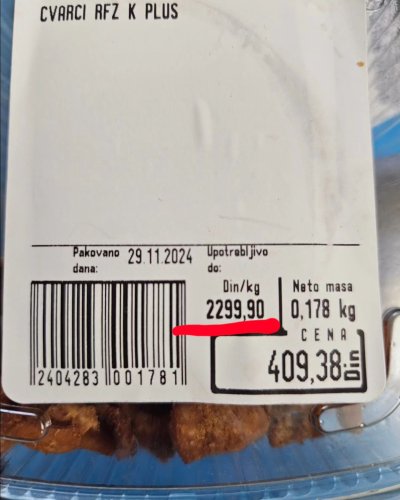 CVARCI RFZ K PLUS
Pakovano dana: 29.11.2024
Upotrebljivo do:
Din/kg
2299,90
Neto masa
0,178 kg
CENA
409,38 Din
2404283 001781